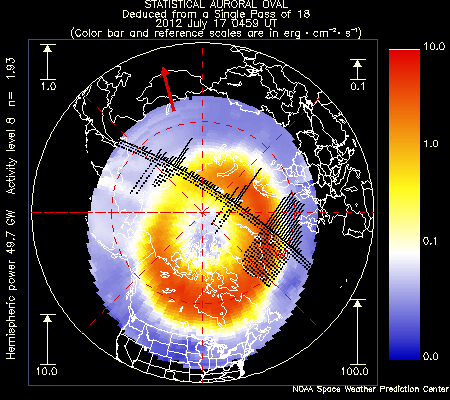 STATISTICAL AURORAL OVAL
Deduced from a Single Pass of 18
2012 July 17 0459 UT
(Color bar and reference scales are in erg · cm⁻² · s⁻¹)
Hemispheric power 49.7 GW Activity level 8 n= 1.93
1.0
0.1
10.0
100.0
10.0
1.0
0.1
0.0
NOAA Space Weather Prediction Center